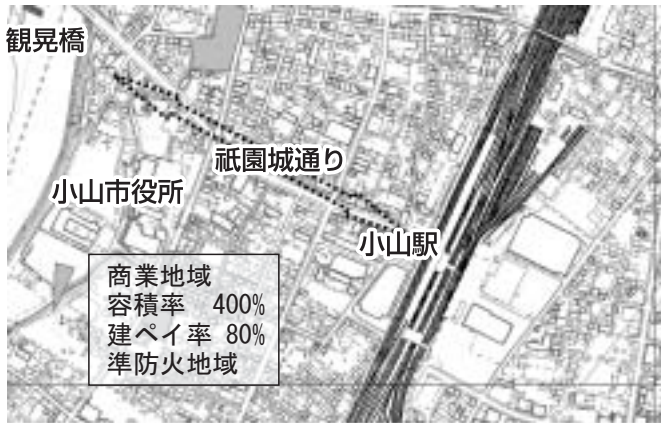 観晃橋
祇園城通り
小山市役所
小山駅
商業地域
容積率 400%
建ペイ率 80%
準防火地域